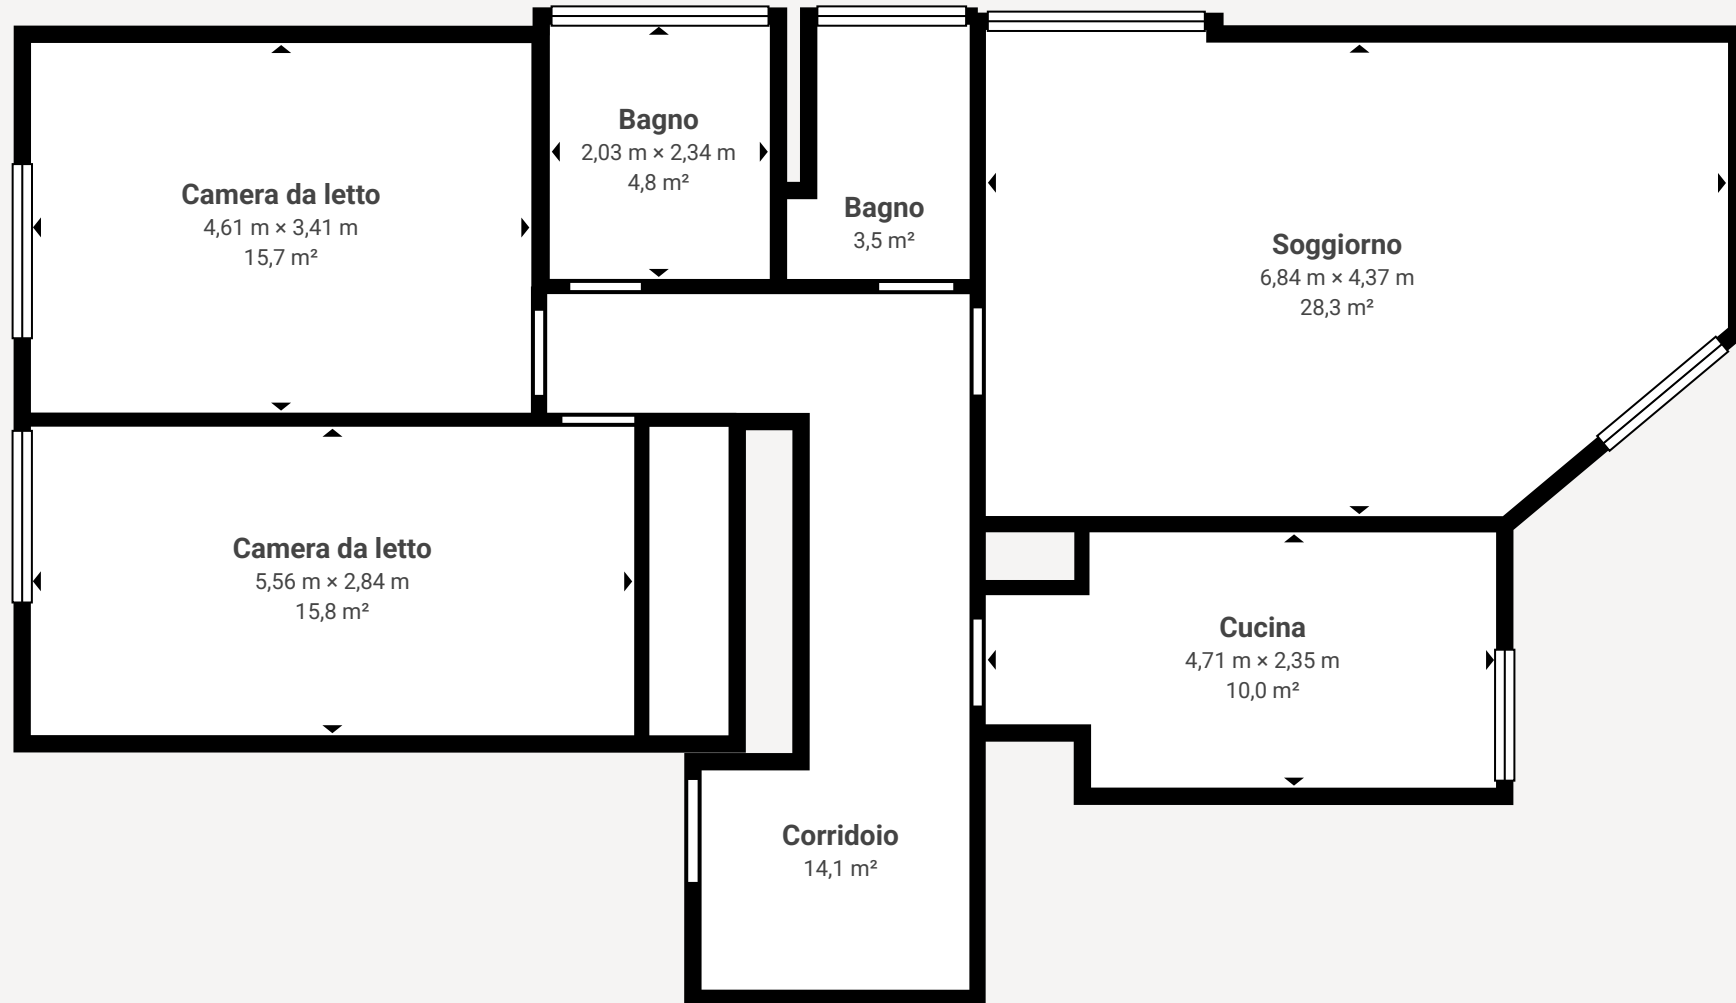 Camera da letto
4,61 m × 3,41 m
15,7 m²
Bagno
2,03 m × 2,34 m
4,8 m²
Bagno
3,5 m²
Soggiorno
6,84 m × 4,37 m
28,3 m²
Camera da letto
5,56 m × 2,84 m
15,8 m²
Cucina
4,71 m × 2,35 m
10,0 m²
Corridoio
14,1 m²